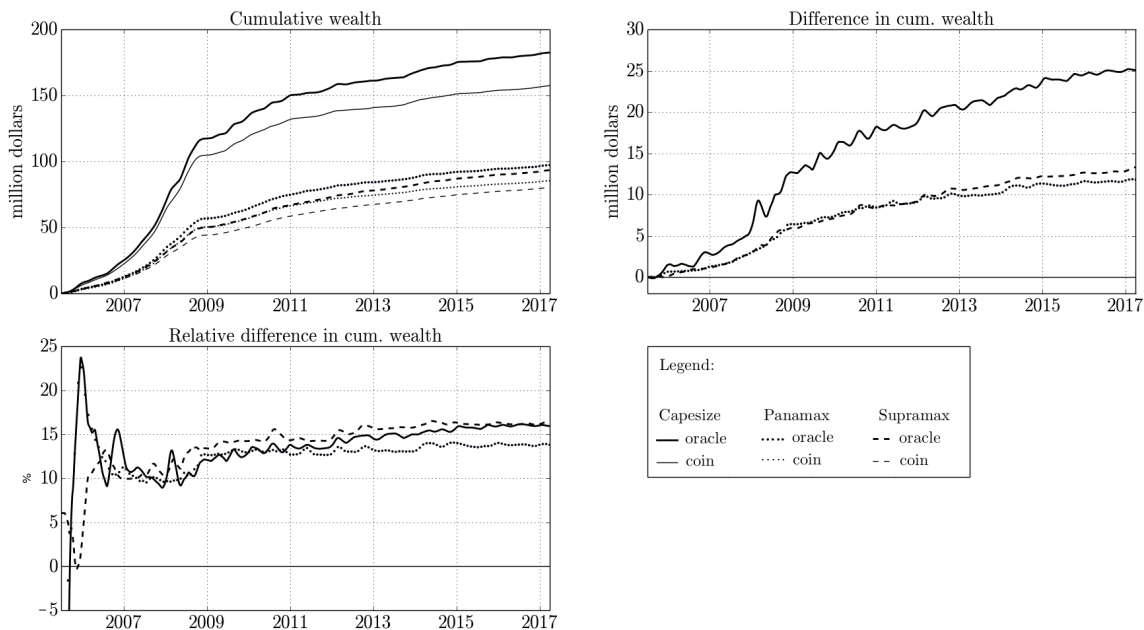 Cumulative wealth
200
150
100
50
0
million dollars
2007 2009 2011 2013 2015 2017
Difference in cum. wealth
30
25
20
15
10
5
0
million dollars
2007 2009 2011 2013 2015 2017
Relative difference in cum. wealth
25
20
15
10
5
0
−5
%
2007 2009 2011 2013 2015 2017
Legend:
Capesize Panamax Supramax
oracle oracle oracle
coin coin coin